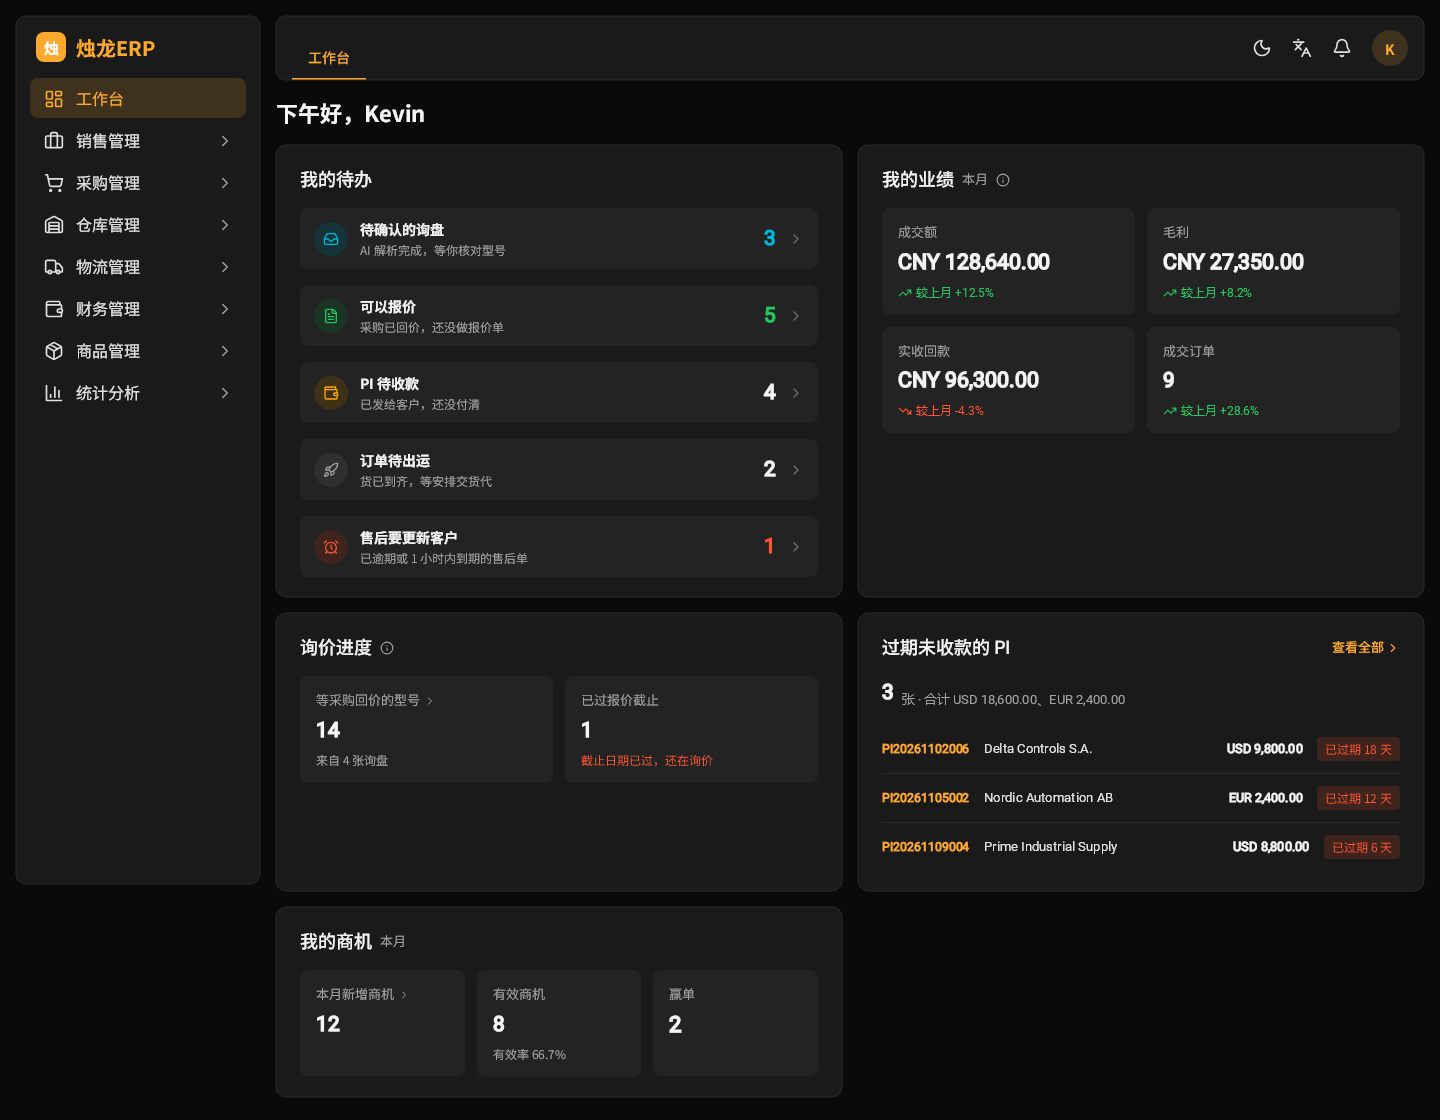 烛 烛龙ERP
工作台
销售管理
采购管理
仓库管理
物流管理
财务管理
商品管理
统计分析
工作台
K
下午好，Kevin
我的待办
待确认的询盘
AI 解析完成，等你核对型号
3
可以报价
采购已回价，还没做报价单
5
PI 待收款
已发给客户，还没付清
4
订单待出运
货已到齐，等安排交货代
2
售后要更新客户
已逾期或 1 小时内到期的售后单
1
我的业绩 本月
成交额
CNY 128,640.00
较上月 +12.5%
毛利
CNY 27,350.00
较上月 +8.2%
实收回款
CNY 96,300.00
较上月 -4.3%
成交订单
9
较上月 +28.6%
询价进度
等采购回价的型号
14
来自 4 张询盘
已过报价截止
1
截止日期已过，还在询价
过期未收款的 PI
查看全部
3 张 · 合计 USD 18,600.00、EUR 2,400.00
PI20261102006 Delta Controls S.A. USD 9,800.00 已过期 18 天
PI20261105002 Nordic Automation AB EUR 2,400.00 已过期 12 天
PI20261109004 Prime Industrial Supply USD 8,800.00 已过期 6 天
我的商机 本月
本月新增商机
12
有效商机
8
有效率 66.7%
赢单
2